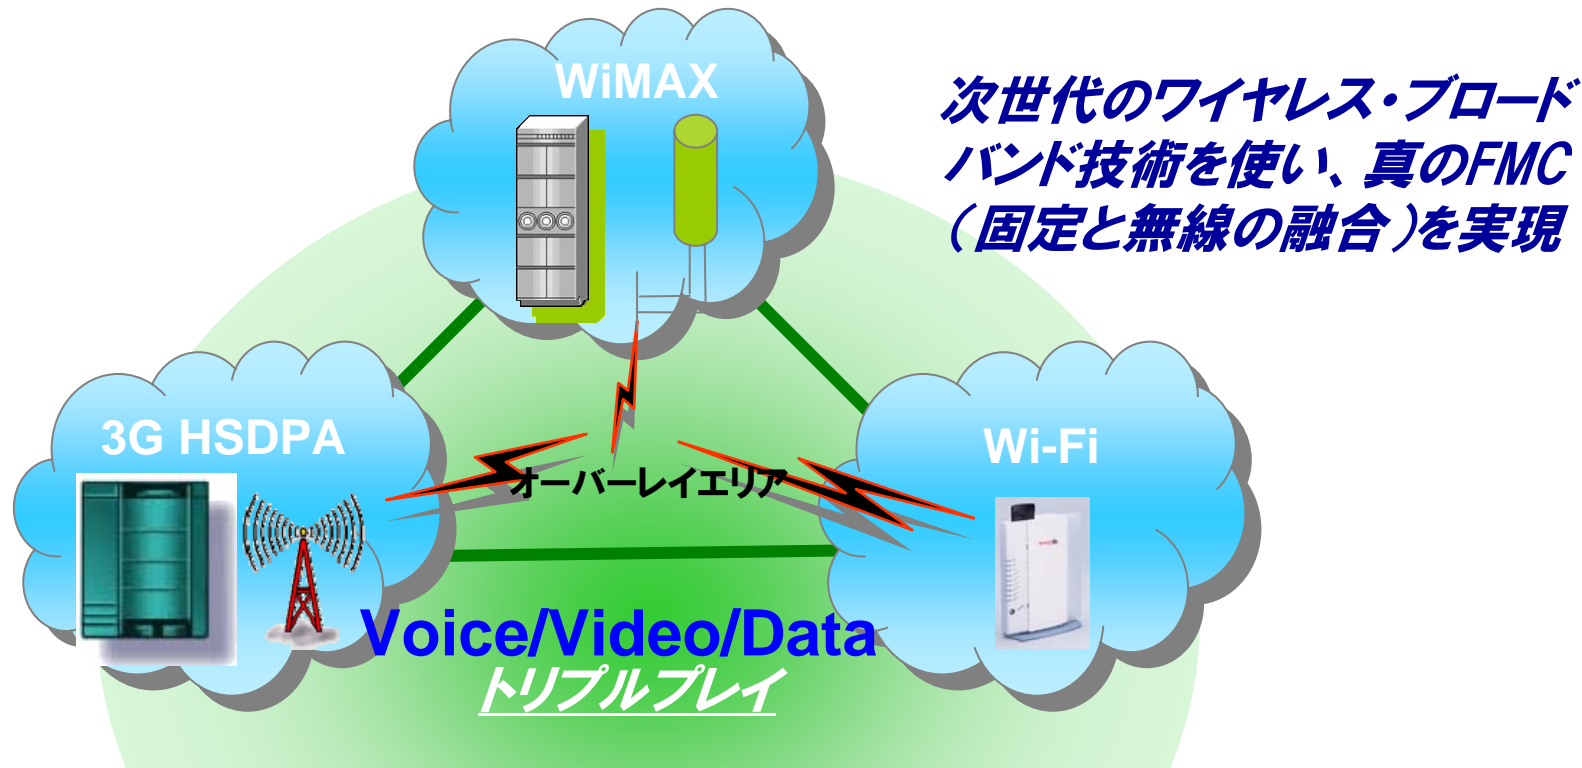 WiMAX
次世代のワイヤレス・ブロード
バンド技術を使い、真のFMC
（固定と無線の融合）を実現
3G HSDPA
Wi-Fi
オーバーレイエリア
Voice/Video/Data
トリプルプレイ